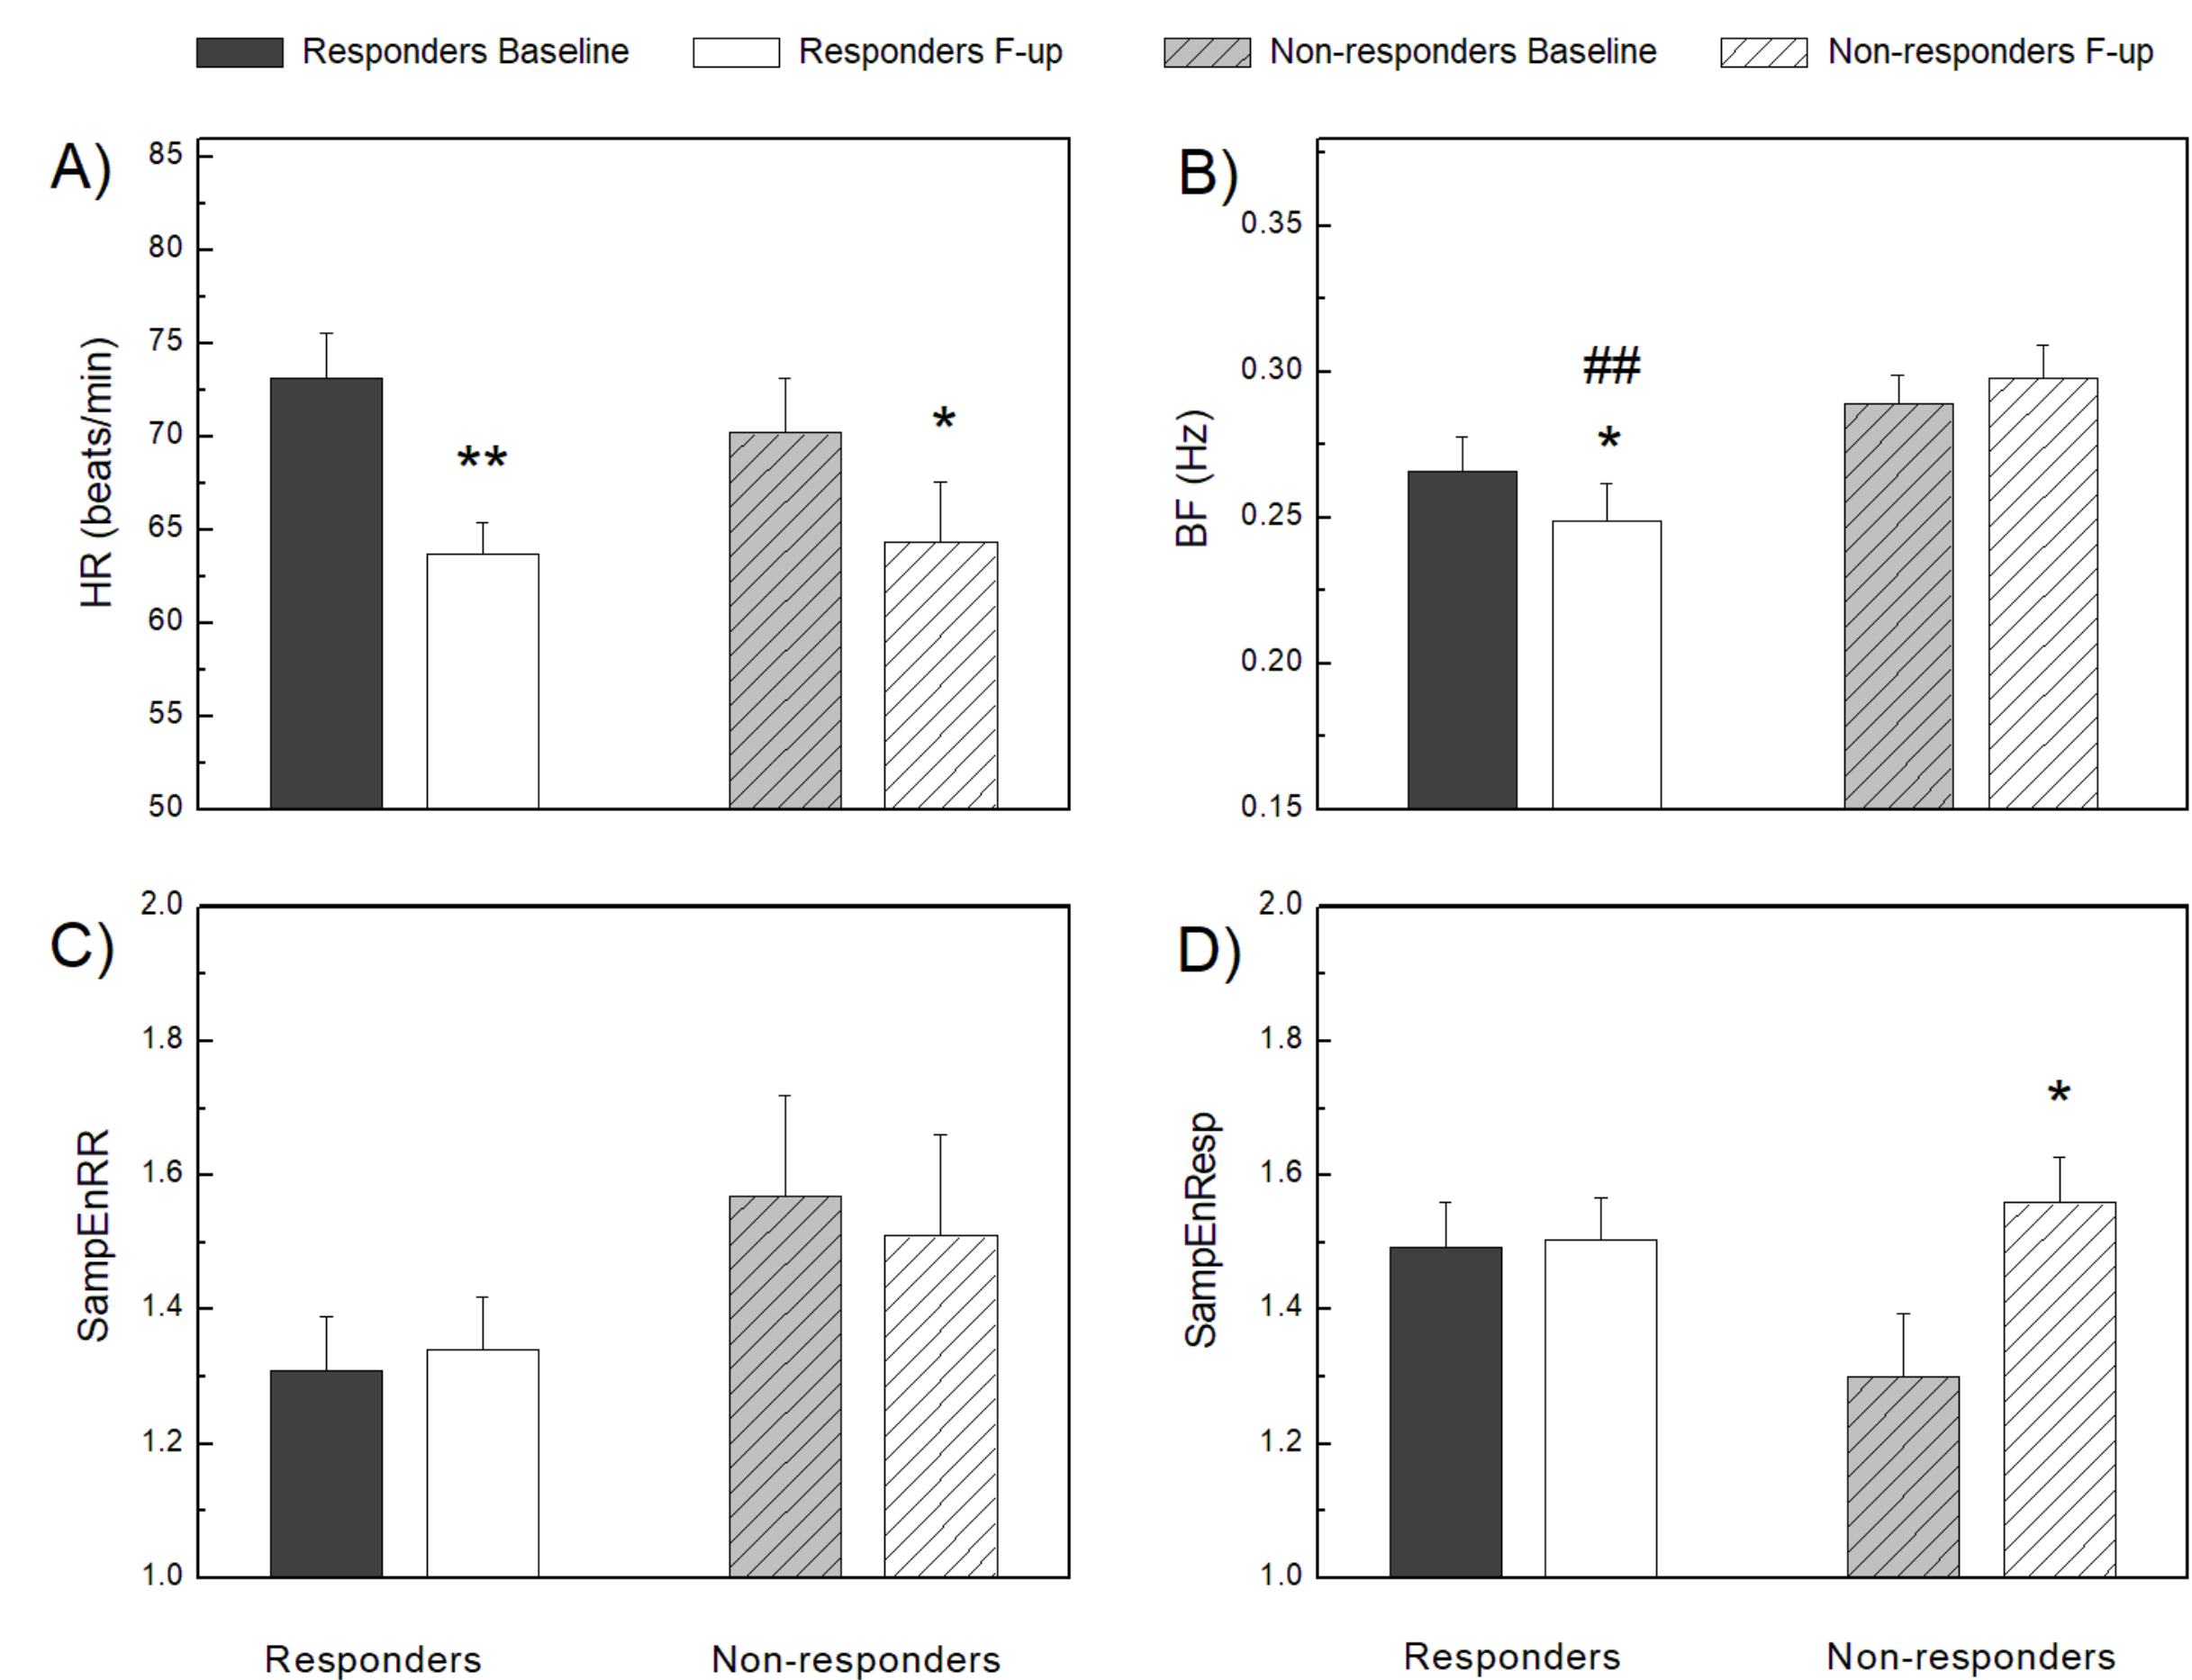 Responders Baseline Responders F-up Non-responders Baseline Non-responders F-up
A)
HR (beats/min)
85
80
75
70
65
60
55
50
**
*
B)
BF (Hz)
0.35
0.30
0.25
0.20
0.15
##
*
C)
SampEnRR
2.0
1.8
1.6
1.4
1.2
1.0
Responders Non-responders
D)
SampEnResp
2.0
1.8
1.6
1.4
1.2
1.0
*
Responders Non-responders